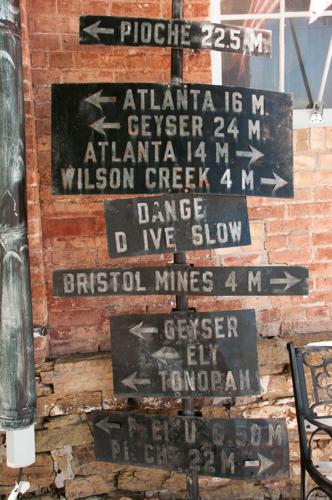 ← PIOCHE 22.5 M
← ATLANTA 16 M.
← GEYSER 24 M
ATLANTA 14 M →
WILSON CREEK 4 M →
DANGE
D IVE SLOW
BRISTOL MINES 4 M →
← GEYSER
← ELY
← TONOPAH
22 M →